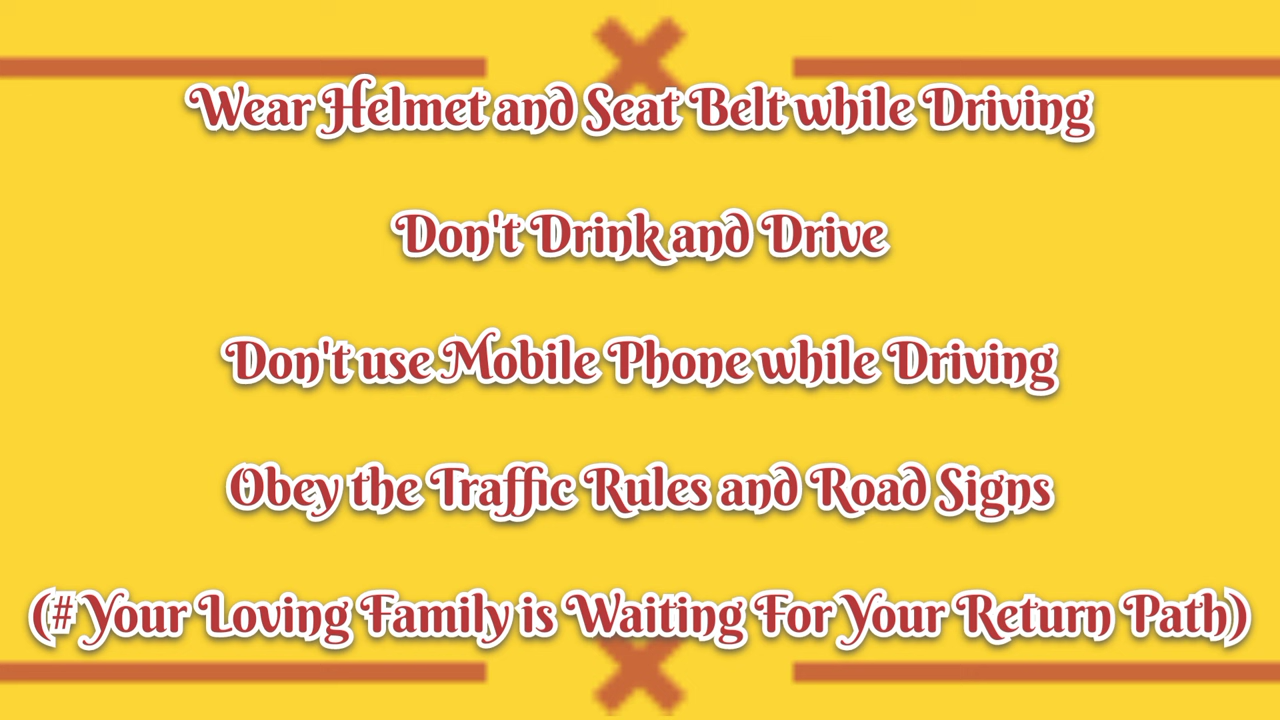 Wear Helmet and Seat Belt while Driving
Don't Drink and Drive
Don't use Mobile Phone while Driving
Obey the Traffic Rules and Road Signs
(# Your Loving Family is Waiting For Your Return Path)